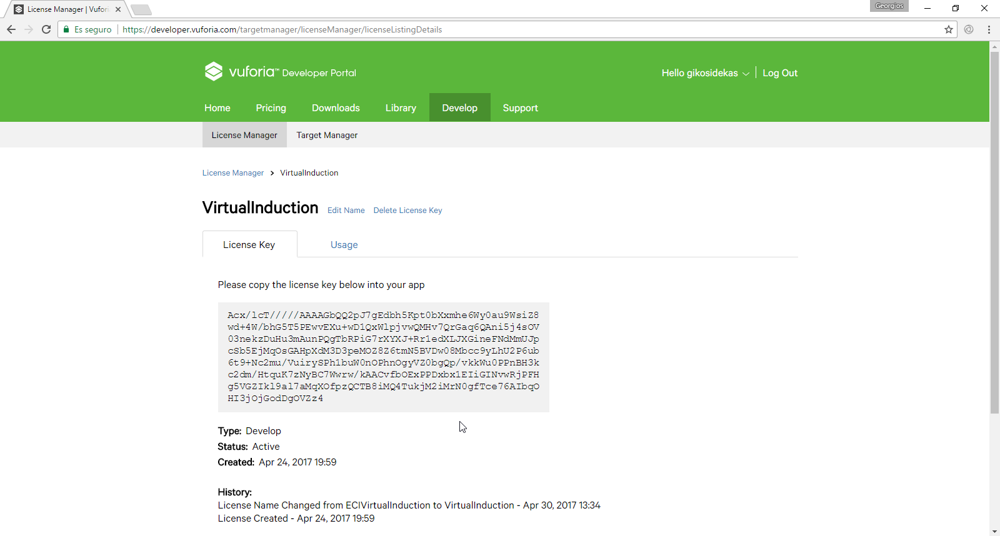 License Manager | Vufori
Georgios
Es seguro
https://developer.vuforia.com/targetmanager/licenseManager/licenseListingDetails
vuforia™ Developer Portal
Hello gikosidekas
Log Out
Home
Pricing
Downloads
Library
Develop
Support
License Manager
Target Manager
License Manager > VirtualInduction
VirtualInduction
Edit Name
Delete License Key
License Key
Usage
Please copy the license key below into your app
Acx/lcT/////AAAAGbQQ2pJ7gEdbh5Kpt0bXxmhe6Wy0au9WsiZ8
wd+4W/bhG5T5PEwvEXu+wD1QxWlpjvwQMHv7QrGaq6QAni5j4sOV
03nekzDuHu3mAunPQgTbRPiG7rXYXJ+Rr1edXLJXGineFNdMmUJp
cSb5EjMqOsGAHpXdM3D3peMOZ8Z6tmN5BVDw08Mbcc9yLhU2P6ub
6t9+Nc2mu/VuirySPh1buW0nOPhnOgyVZ0bgQp/vkkWu0PPnBH3k
c2dm/HtquK7zNyBC7Wwrw/kAACvfbOExPPDxbx1EIiGINvwRjPFH
g5VGZIkl9al7aMqXOfpzQCTB8iMQ4TukjM2iMrN0gfTce76AIbqO
HI3jOjGodDgOVZz4
Type: Develop
Status: Active
Created: Apr 24, 2017 19:59
History:
License Name Changed from ECIVirtualInduction to VirtualInduction - Apr 30, 2017 13:34
License Created - Apr 24, 2017 19:59